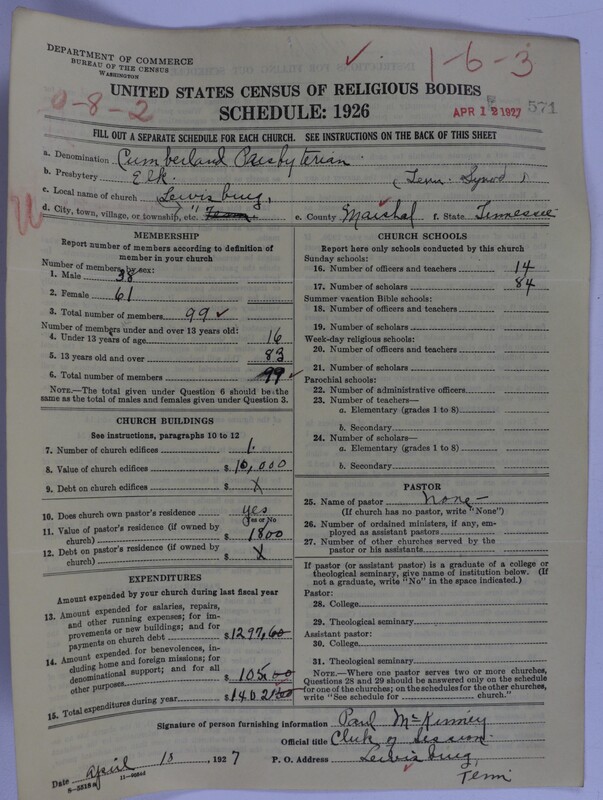 DEPARTMENT OF COMMERCE
BUREAU OF THE CENSUS
WASHINGTON
1-6-3
0-8-2
UNITED STATES CENSUS OF RELIGIOUS BODIES
SCHEDULE: 1926
APR 12 1927 571
FILL OUT A SEPARATE SCHEDULE FOR EACH CHURCH. SEE INSTRUCTIONS ON THE BACK OF THIS SHEET
a. Denomination Cumberland Presbyterian
b. Presbytery Elk. (Tenn. Synod)
c. Local name of church Lewisburg,
d. City, town, village, or township, etc. " Tenn. e. County Marshal f. State Tennessee
MEMBERSHIP
Report number of members according to definition of
member in your church
Number of members by sex:
1. Male 38
2. Female 61
3. Total number of members 99
Number of members under and over 13 years old:
4. Under 13 years of age 16
5. 13 years old and over 83
6. Total number of members 99
NOTE.—The total given under Question 6 should be the
same as the total of males and females given under Question 3.
CHURCH BUILDINGS
See instructions, paragraphs 10 to 12
7. Number of church edifices 1.
8. Value of church edifices $10,000
9. Debt on church edifices $ X
10. Does church own pastor's residence yes
(Yes or No
11. Value of pastor's residence (if owned by
church) $1800
12. Debt on pastor's residence (if owned by
church) $ X
EXPENDITURES
Amount expended by your church during last fiscal year
13. Amount expended for salaries, repairs,
and other running expenses; for im-
provements or new buildings; and for
payments on church debt $1297,60
14. Amount expended for benevolences, in-
cluding home and foreign missions; for
denominational support; and for all
other purposes 105.00
15. Total expenditures during year $1402
CHURCH SCHOOLS
Report here only schools conducted by this church
Sunday schools:
16. Number of officers and teachers 14
17. Number of scholars 84
Summer vacation Bible schools:
18. Number of officers and teachers
19. Number of scholars
Week-day religious schools:
20. Number of officers and teachers
21. Number of scholars
Parochial schools:
22. Number of administrative officers
23. Number of teachers—
a. Elementary (grades 1 to 8)
b. Secondary
24. Number of scholars—
a. Elementary (grades 1 to 8)
b. Secondary
PASTOR
25. Name of pastor None-
(If church has no pastor, write "None")
26. Number of ordained ministers, if any, em-
ployed as assistant pastors
27. Number of other churches served by the
pastor or his assistants
If pastor (or assistant pastor) is a graduate of a college or
theological seminary, give name of institution below. (If
not a graduate, write "No" in the space indicated.)
Pastor:
28. College
29. Theological seminary
Assistant pastor:
30. College
31. Theological seminary
NOTE.—Where one pastor serves two or more churches,
Questions 28 and 29 should be answered only on the schedule
for one of the churches; on the schedules for the other churches,
write "See schedule for church."
Signature of person furnishing information Paul McKinney
Official title Clerk of Session
Date April 10, 1927 P. O. Address Lewisburg,
Tenn